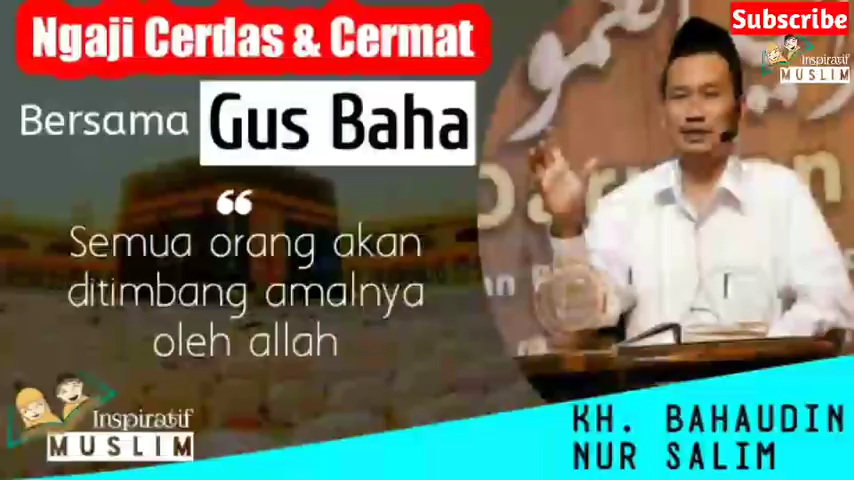 Ngaji Cerdas & Cermat
Subscribe
Inspiratif
MUSLIM
Bersama Gus Baha
“
Semua orang akan
ditimbang amalnya
oleh allah
Inspiratif
MUSLIM
KH. BAHAUDIN
NUR SALIM